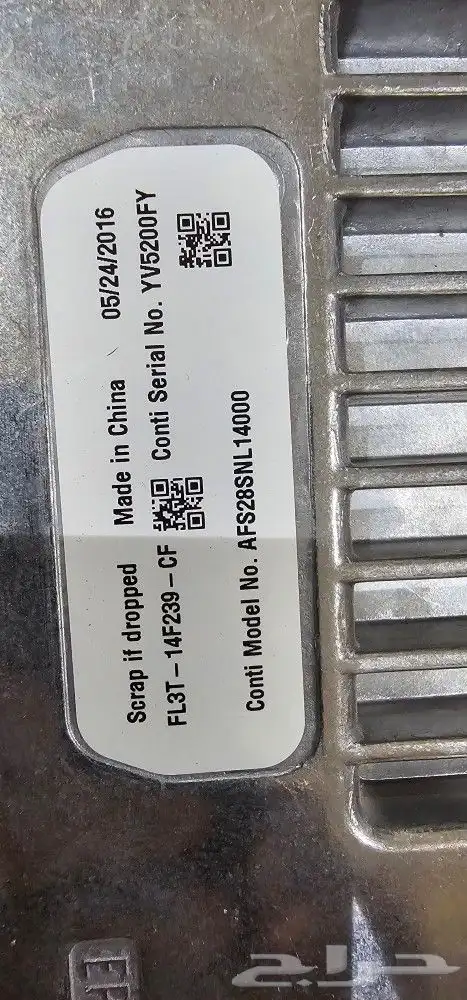 Scrap if dropped Made in China 05/24/2016
FL3T-14F239-CF Conti Serial No. YV5200FY
Conti Model No. AFS28SNL14000
حراج